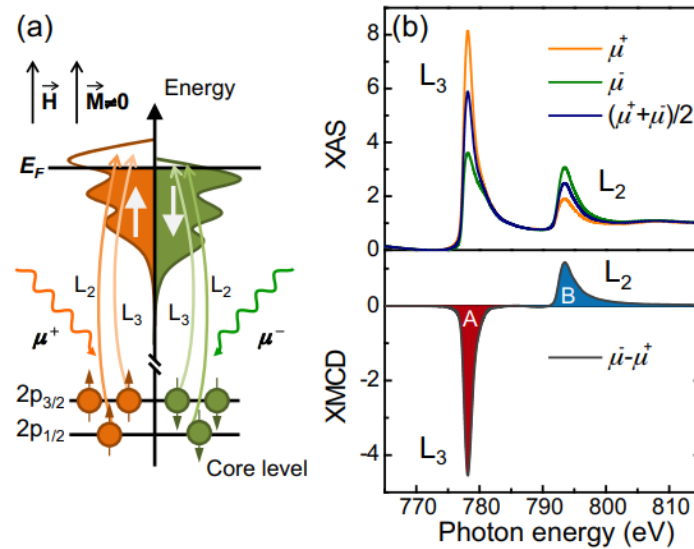 (a)
H⃗ M⃗≠0
Energy
E_F
L₂
L₃
L₃
L₂
μ⁺
μ⁻
2p₃/₂
2p₁/₂
Core level
(b)
XAS
8
6
4
2
0
L₃
L₂
μ⁺
μ⁻
(μ⁺+μ⁻)/2
XMCD
0
-2
-4
A
B
L₂
L₃
μ⁻-μ⁺
770 780 790 800 810
Photon energy (eV)